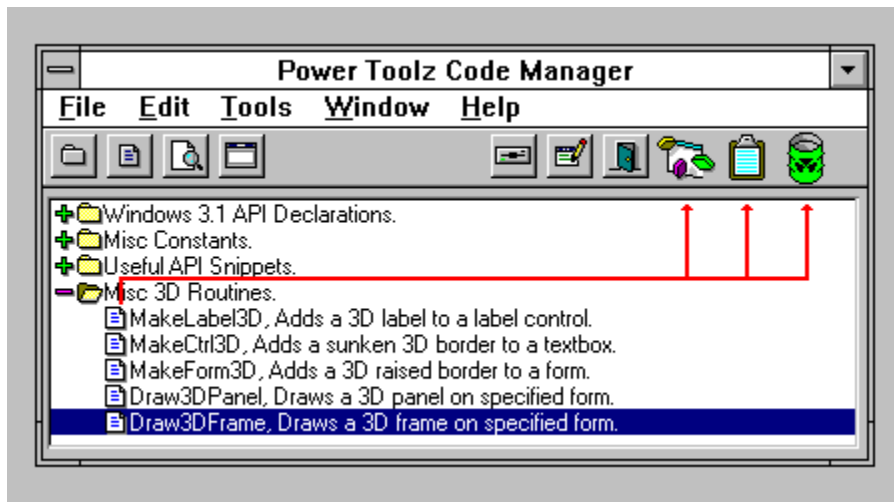 Power Toolz Code Manager
File Edit Tools Window Help
Windows 3.1 API Declarations.
Misc Constants.
Useful API Snippets.
Misc 3D Routines.
MakeLabel3D, Adds a 3D label to a label control.
MakeCtrl3D, Adds a sunken 3D border to a textbox.
MakeForm3D, Adds a 3D raised border to a form.
Draw3DPanel, Draws a 3D panel on specified form.
Draw3DFrame, Draws a 3D frame on specified form.